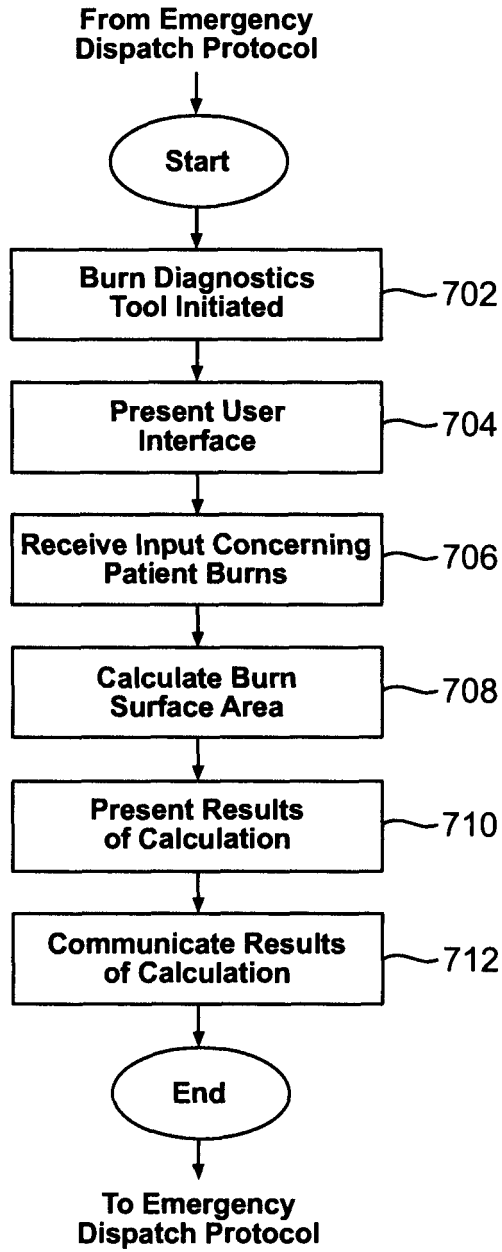 From Emergency
Dispatch Protocol
Start
Burn Diagnostics
Tool Initiated
702
Present User
Interface
704
Receive Input Concerning
Patient Burns
706
Calculate Burn
Surface Area
708
Present Results
of Calculation
710
Communicate Results
of Calculation
712
End
To Emergency
Dispatch Protocol